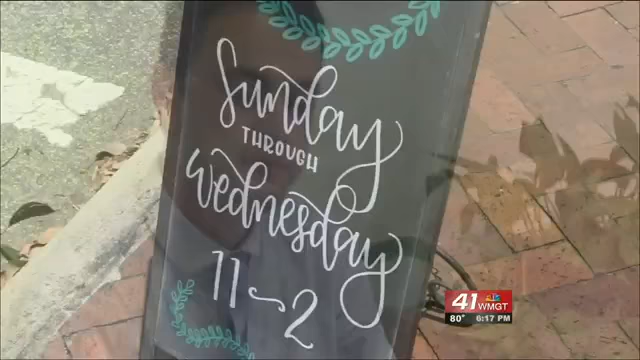 Sunday
THROUGH
Wednesday
11~2
41 WMGT
80° 6:17 PM